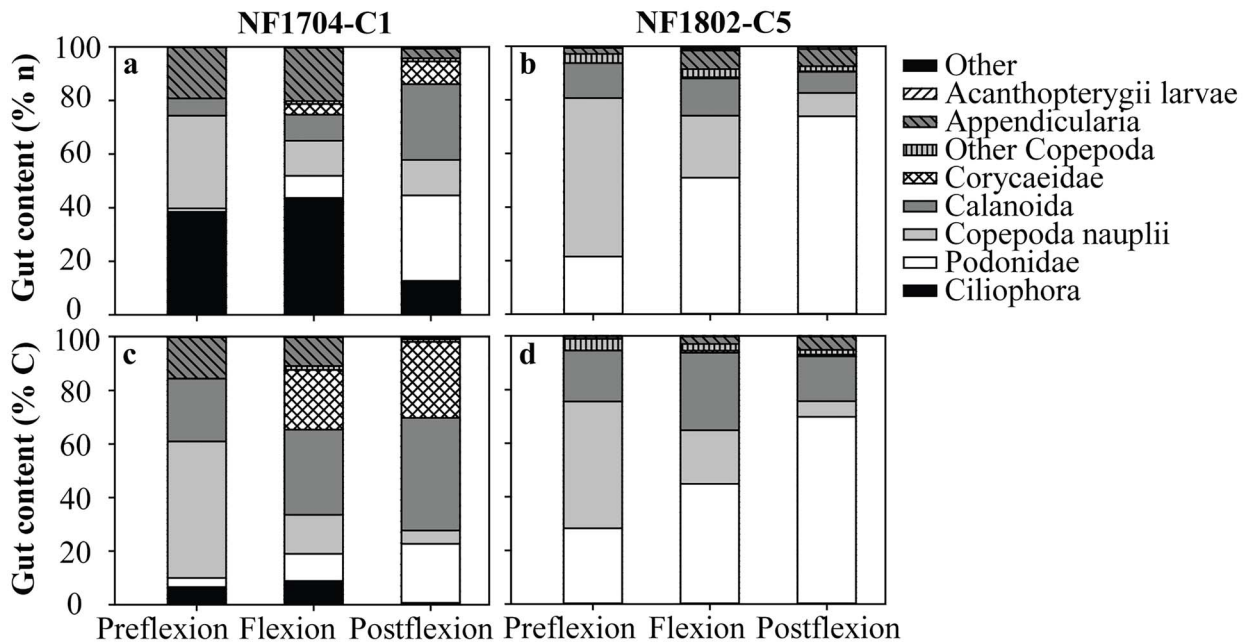 NF1704-C1
NF1802-C5
Gut content (% n)
100
80
60
40
20
0
a
b
Other
Acanthopterygii larvae
Appendicularia
Other Copepoda
Corycaeidae
Calanoida
Copepoda nauplii
Podonidae
Ciliophora
Gut content (% C)
100
80
60
40
20
0
c
d
Preflexion Flexion Postflexion
Preflexion Flexion Postflexion